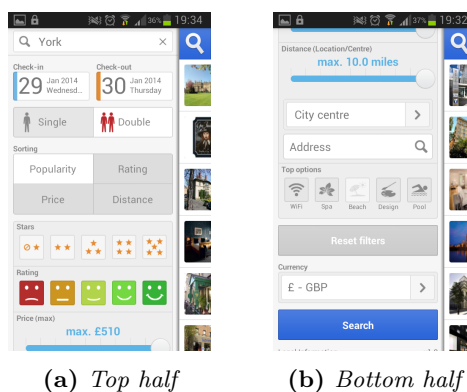 36% 19:34
York ×
Check-in Check-out
29 Jan 2014 Wednesd...
30 Jan 2014 Thursday
Single Double
Sorting
Popularity Rating
Price Distance
Stars
Rating
Price (max)
max. £510
(a) Top half
37% 19:32
Distance (Location/Centre)
max. 10.0 miles
City centre
Address
Top options
WiFi Spa Beach Design Pool
Reset filters
Currency
£ - GBP
Search
(b) Bottom half